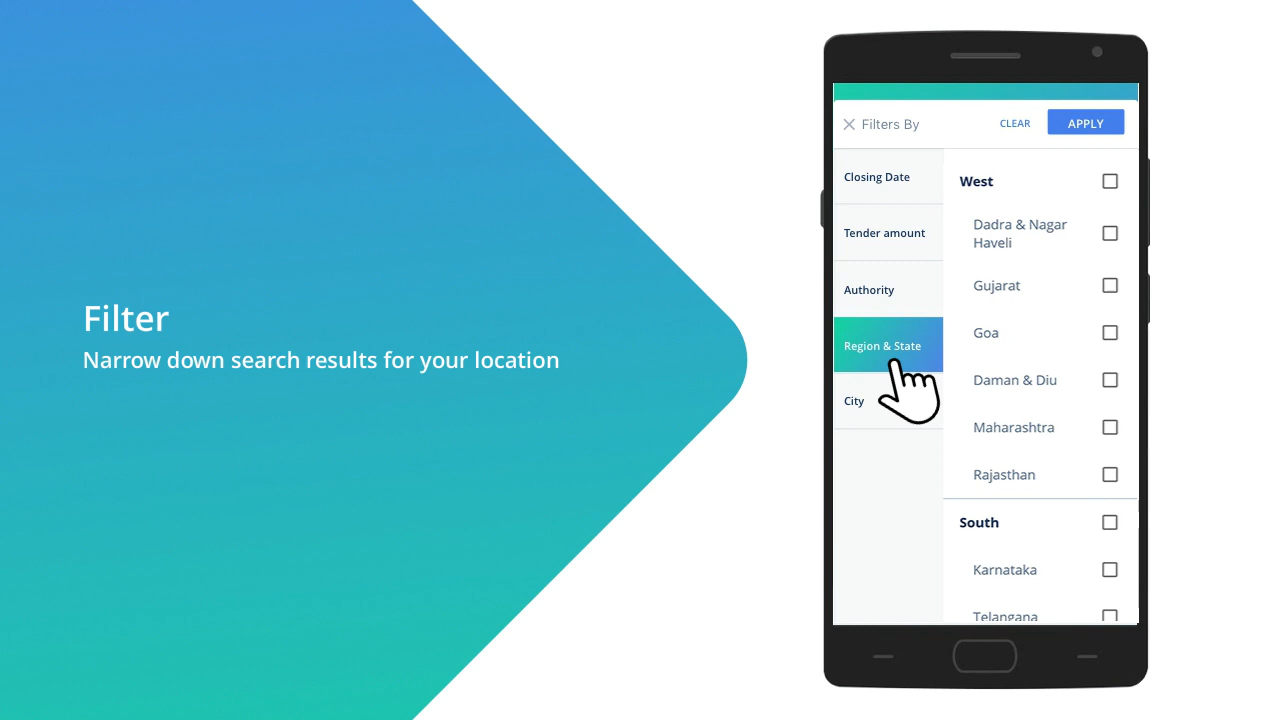 Filter
Narrow down search results for your location
Filters By
CLEAR
APPLY
Closing Date
Tender amount
Authority
Region & State
City
West
Dadra & Nagar
Haveli
Gujarat
Goa
Daman & Diu
Maharashtra
Rajasthan
South
Karnataka
Telangana